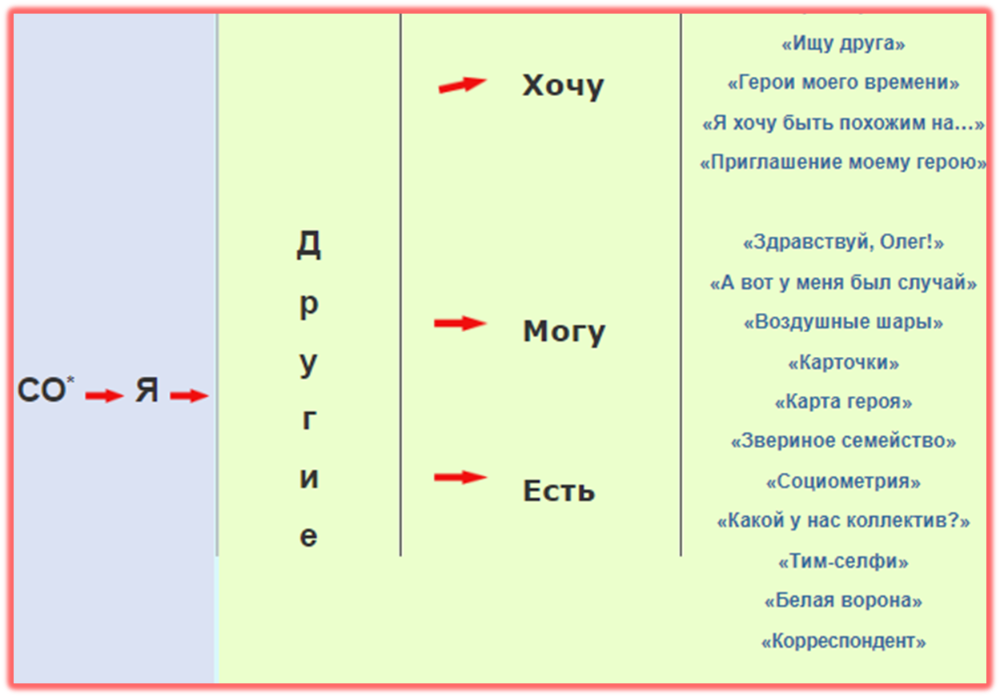 СО* Я
Другие
Хочу
Могу
Есть
«Ищу друга»
«Герои моего времени»
«Я хочу быть похожим на...»
«Приглашение моему герою»
«Здравствуй, Олег!»
«А вот у меня был случай»
«Воздушные шары»
«Карточки»
«Карта героя»
«Звериное семейство»
«Социометрия»
«Какой у нас коллектив?»
«Тим-селфи»
«Белая ворона»
«Корреспондент»